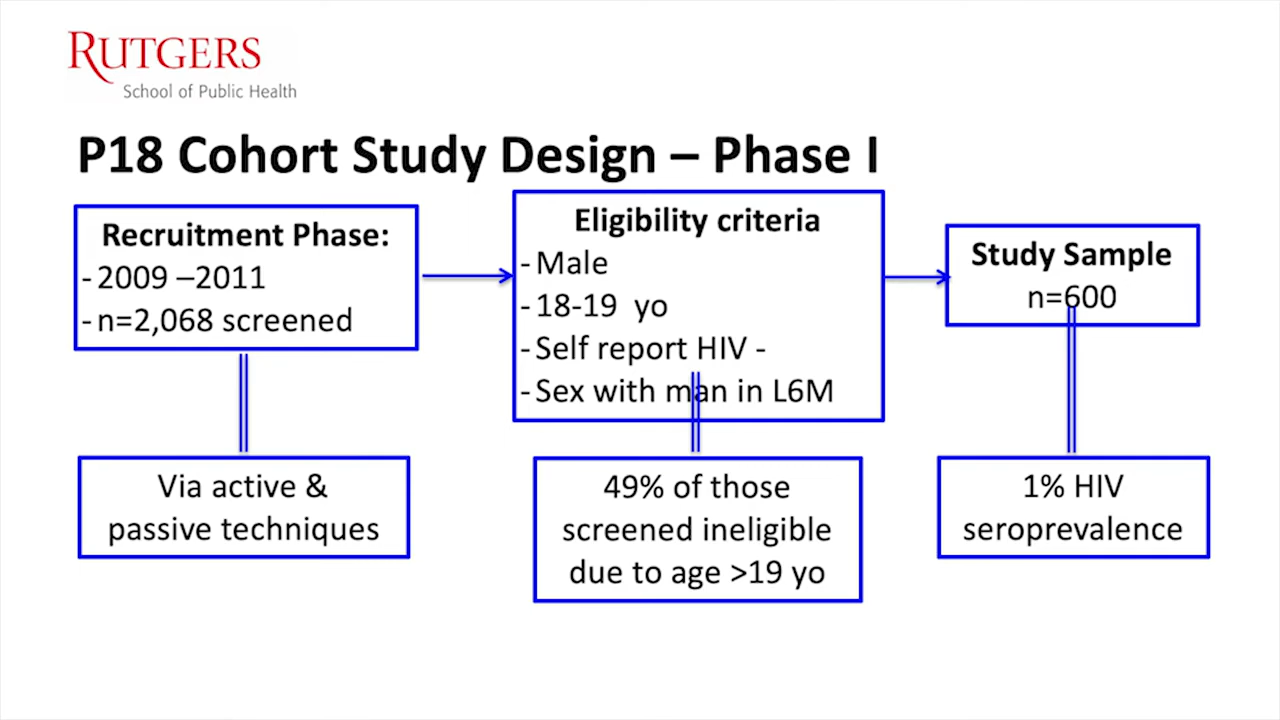 RUTGERS
School of Public Health
P18 Cohort Study Design – Phase I
Recruitment Phase:
- 2009 –2011
- n=2,068 screened
Eligibility criteria
- Male
- 18-19 yo
- Self report HIV -
- Sex with man in L6M
Study Sample
n=600
Via active &
passive techniques
49% of those
screened ineligible
due to age >19 yo
1% HIV
seroprevalence